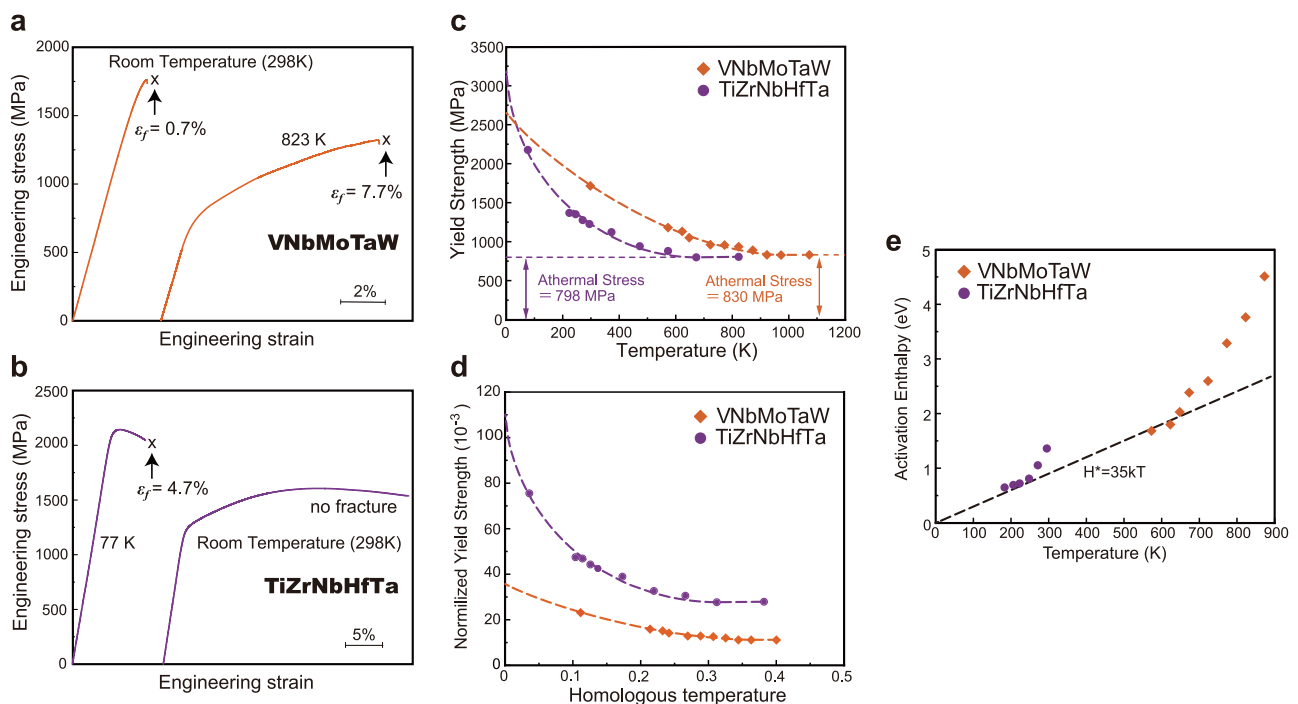 a
2000
1500
1000
500
0
Engineering stress (MPa)
Room Temperature (298K)
x
εf = 0.7%
823 K
x
εf = 7.7%
VNbMoTaW
2%
Engineering strain
b
2500
2000
1500
1000
500
0
Engineering stress (MPa)
x
εf = 4.7%
77 K
no fracture
Room Temperature (298K)
TiZrNbHfTa
5%
Engineering strain
c
3500
3000
2500
2000
1500
1000
500
0
Yield Strength (MPa)
VNbMoTaW
TiZrNbHfTa
Athermal Stress
= 798 MPa
Athermal Stress
= 830 MPa
0 200 400 600 800 1000 1200
Temperature (K)
d
120
100
80
60
40
20
0
Normilized Yield Strength (10-3)
VNbMoTaW
TiZrNbHfTa
0 0.1 0.2 0.3 0.4 0.5
Homologous temperature
e
5
4
3
2
1
0
Activation Enthalpy (eV)
VNbMoTaW
TiZrNbHfTa
H*=35kT
0 100 200 300 400 500 600 700 800 900
Temperature (K)